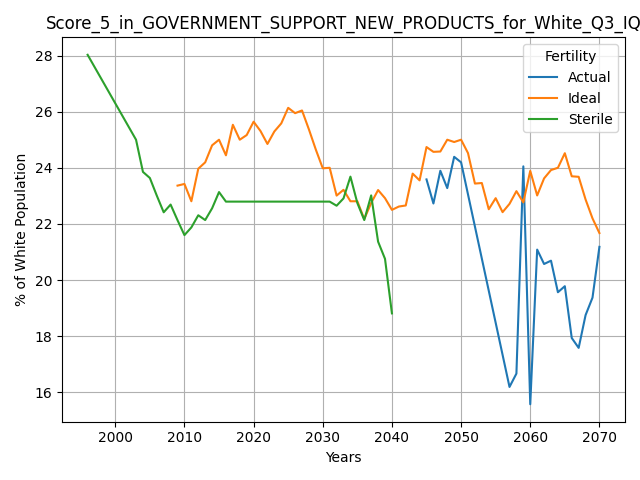 Score_5_in_GOVERNMENT_SUPPORT_NEW_PRODUCTS_for_White_Q3_IQ
Fertility
Actual
Ideal
Sterile
% of White Population
28
26
24
22
20
18
16
2000 2010 2020 2030 2040 2050 2060 2070
Years